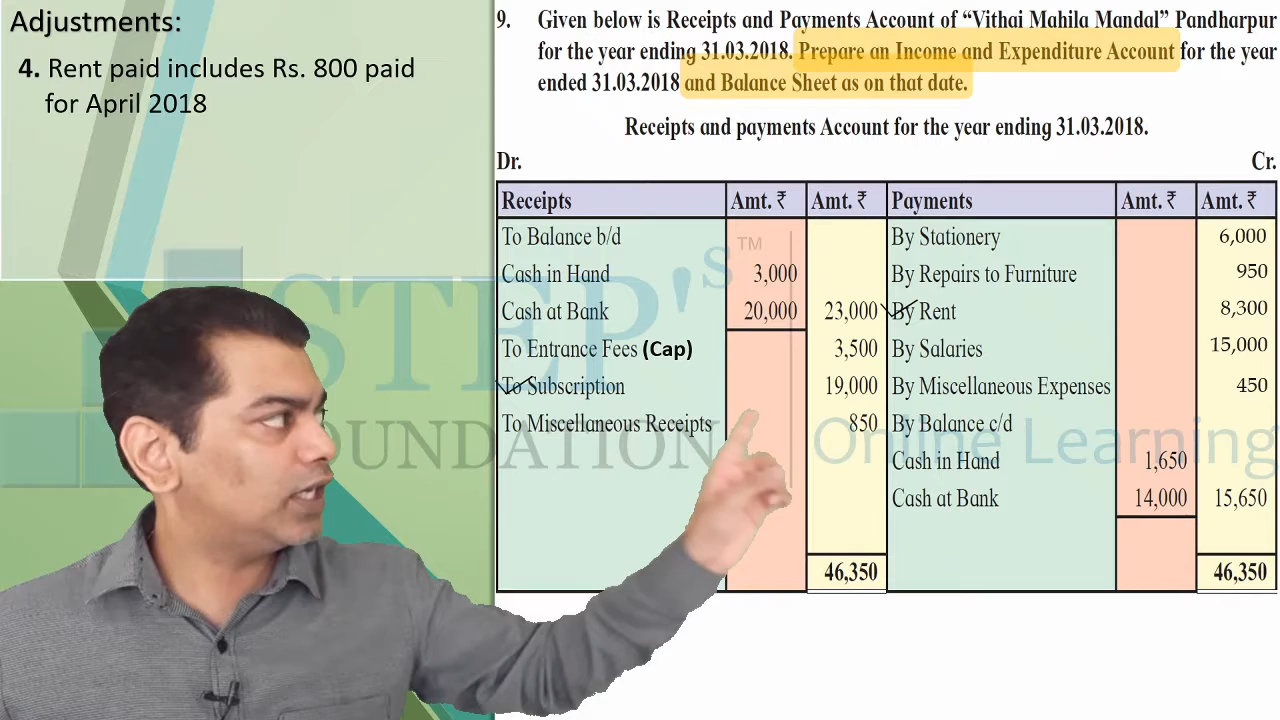 Adjustments:
4. Rent paid includes Rs. 800 paid
for April 2018
9. Given below is Receipts and Payments Account of “Vithai Mahila Mandal” Pandharpur
for the year ending 31.03.2018. Prepare an Income and Expenditure Account for the year
ended 31.03.2018 and Balance Sheet as on that date.
Receipts and payments Account for the year ending 31.03.2018.
Dr. Cr.
Receipts Amt. ₹ Amt. ₹ Payments Amt. ₹ Amt. ₹
To Balance b/d By Stationery 6,000
Cash in Hand 3,000 By Repairs to Furniture 950
Cash at Bank 20,000 23,000 By Rent 8,300
To Entrance Fees (Cap) 3,500 By Salaries 15,000
To Subscription 19,000 By Miscellaneous Expenses 450
To Miscellaneous Receipts 850 By Balance c/d
Cash in Hand 1,650
Cash at Bank 14,000 15,650
46,350 46,350
STEP's TM
FOUNDATION Online Learning